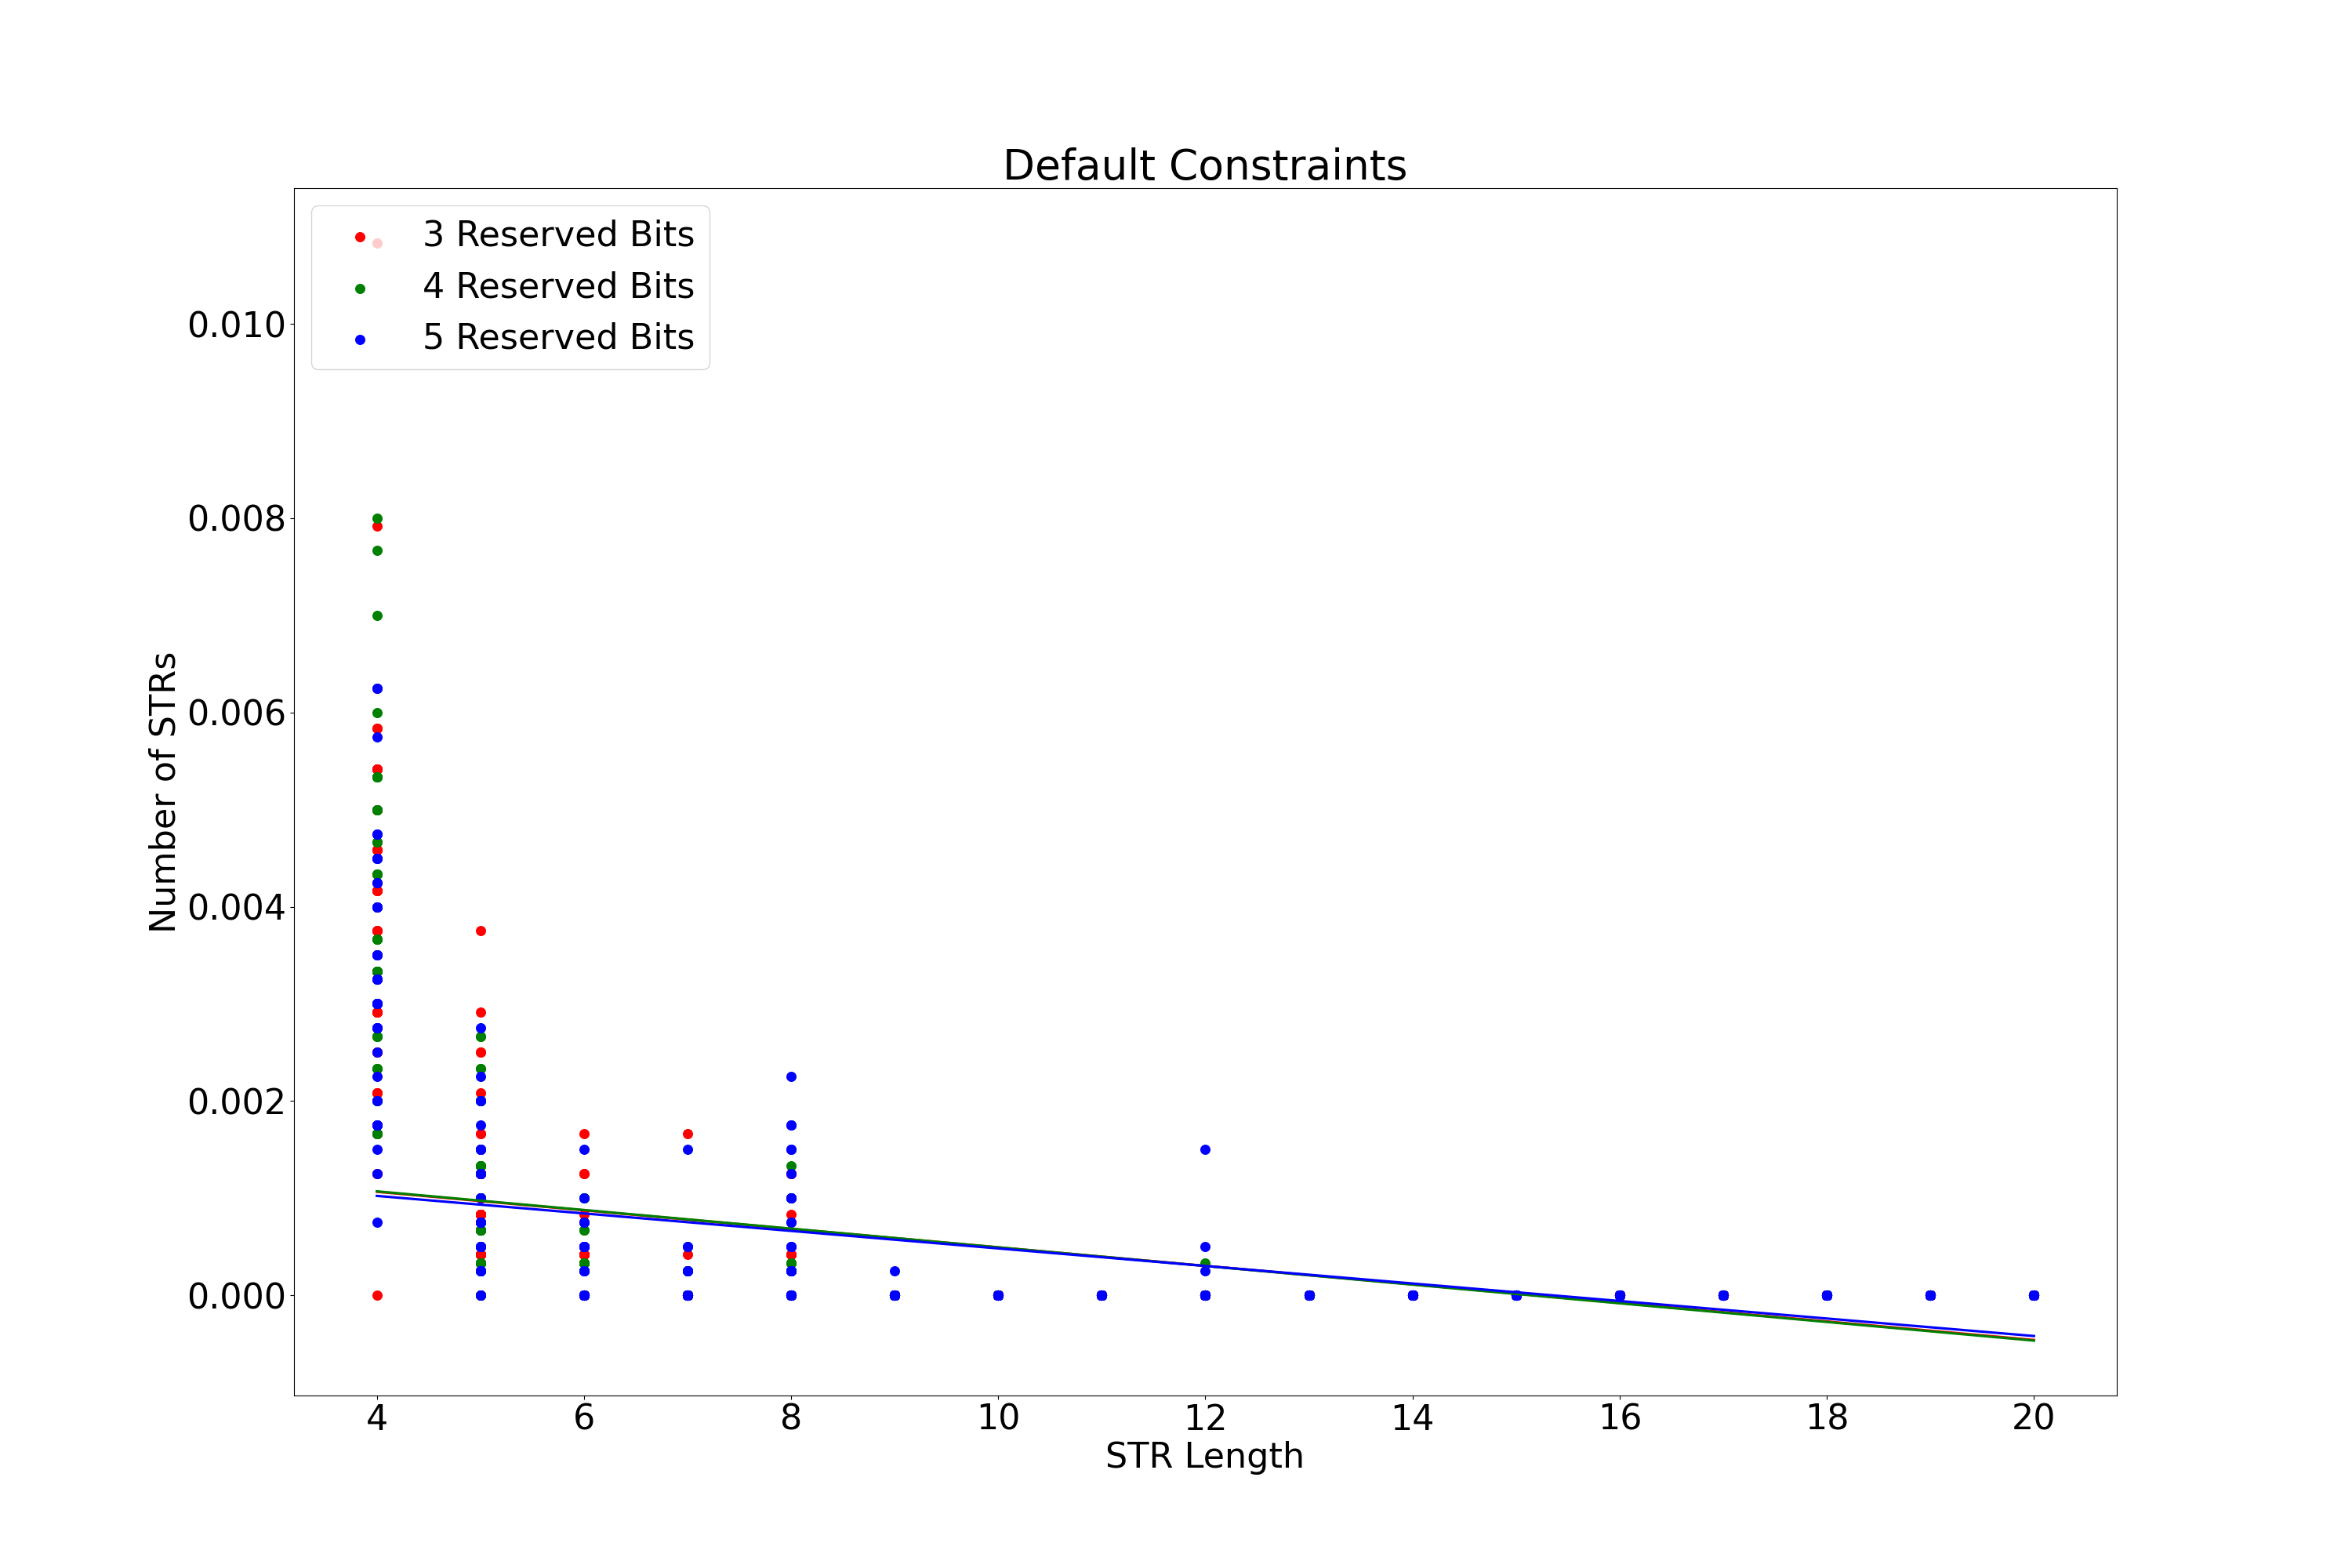 Default Constraints
3 Reserved Bits
4 Reserved Bits
5 Reserved Bits
0.010
0.008
0.006
0.004
0.002
0.000
Number of STRs
4 6 8 10 12 14 16 18 20
STR Length